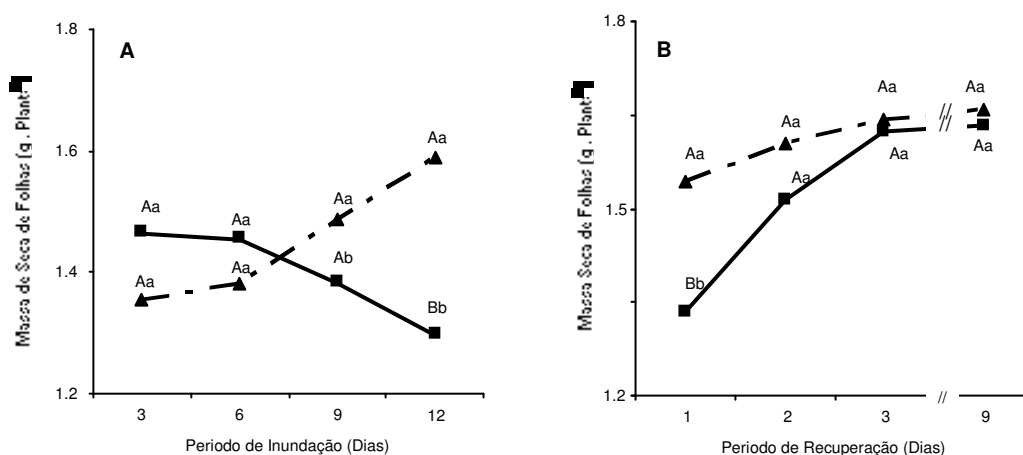 A
Massa de Seca de Folhas (g . Plant
1.8
1.6
1.4
1.2
Aa
Aa
Aa
Aa
Aa
Aa
Ab
Bb
3 6 9 12
Periodo de Inundação (Dias)
B
Massa Seca de Folhas (g . Plant
1.8
1.5
1.2
Aa
Aa
Aa
Aa
//
//
Aa
Aa
Aa
Bb
1 2 3 // 9
Periodo de Recuperação (Dias)